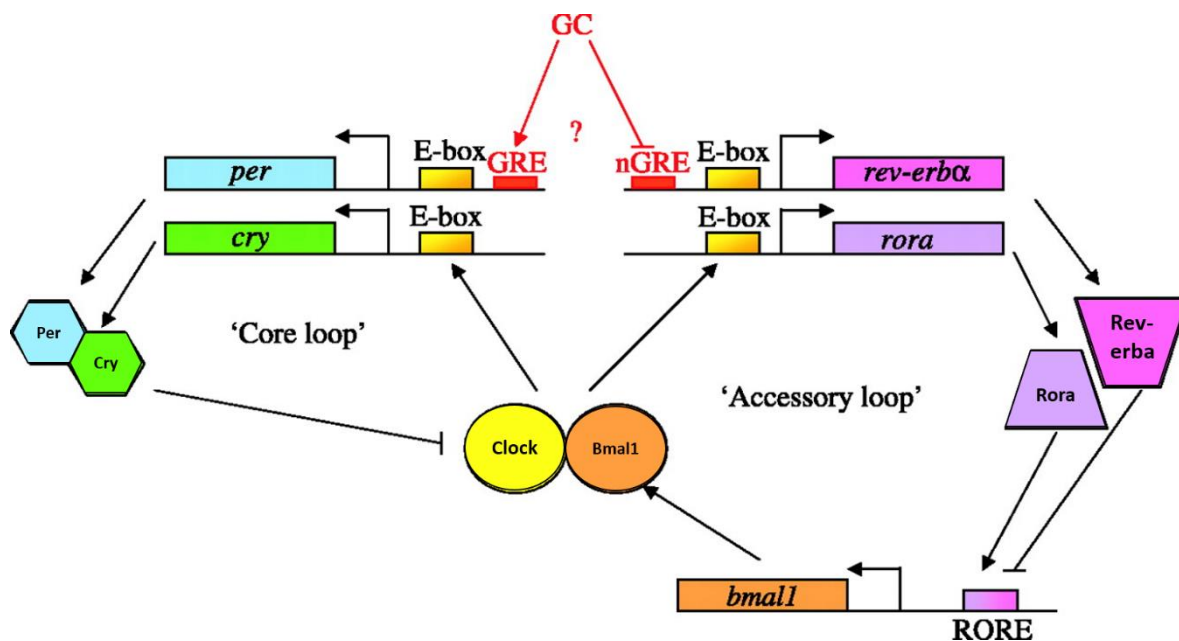 GC
?
E-box GRE nGRE E-box
per rev-erbα
E-box E-box
cry rora
Per
Cry
'Core loop'
Rev-
erba
Rora
'Accessory loop'
Clock Bmal1
bmal1
RORE